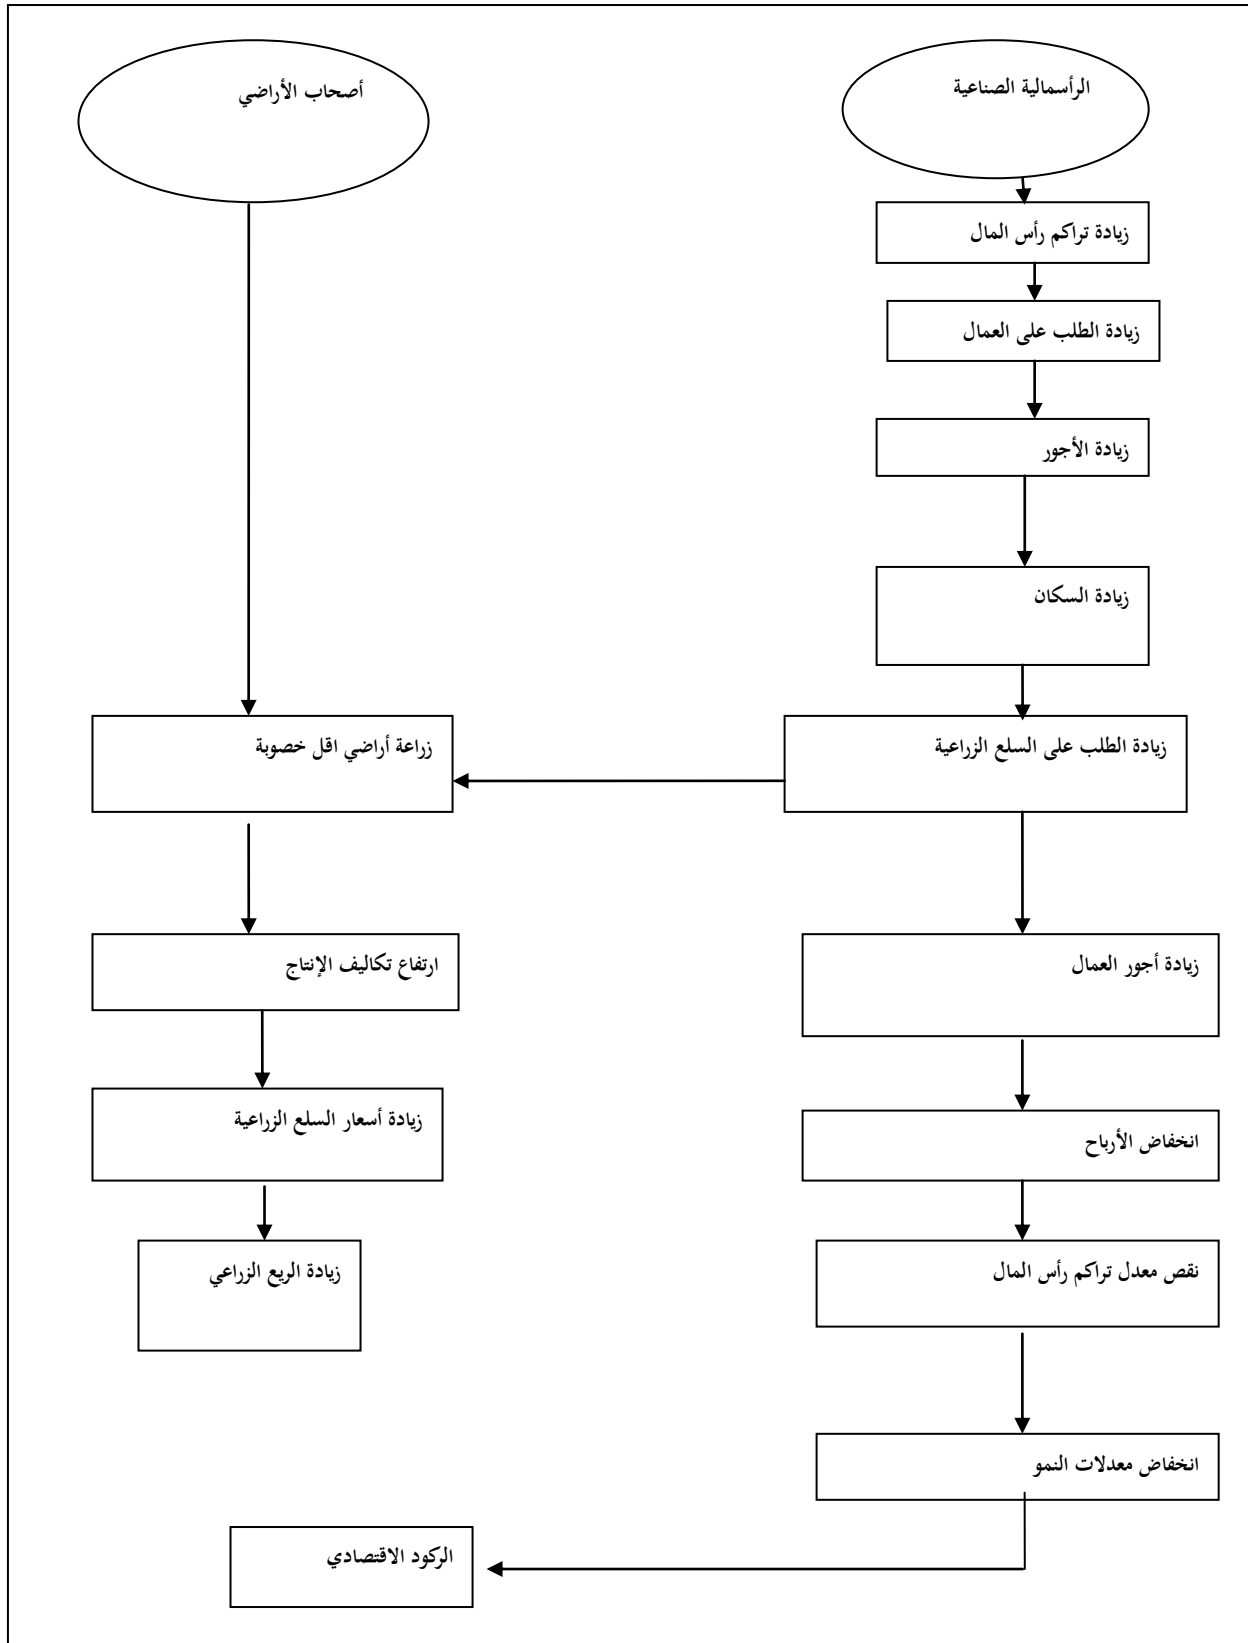 الرأسمالية الصناعية
أصحاب الأراضي
زيادة تراكم رأس المال
زيادة الطلب على العمال
زيادة الأجور
زيادة السكان
زيادة الطلب على السلع الزراعية
زراعة أراضي اقل خصوبة
زيادة أجور العمال
ارتفاع تكاليف الإنتاج
انخفاض الأرباح
زيادة أسعار السلع الزراعية
نقص معدل تراكم رأس المال
زيادة الريع الزراعي
انخفاض معدلات النمو
الركود الاقتصادي